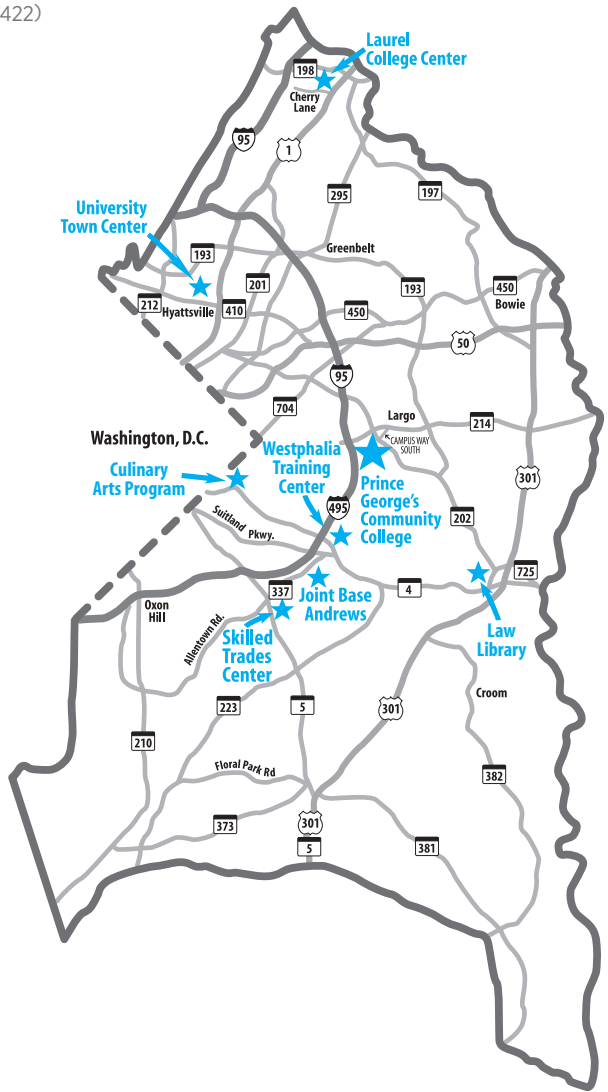 422)
Laurel
College Center
198
Cherry
Lane
95
1
295
197
University
Town Center
193
Greenbelt
201
193
450
212
Hyattsville
410
450
Bowie
50
95
704
Largo
214
CAMPUS WAY
SOUTH
Washington, D.C.
Culinary
Arts Program
Westphalia
Training
Center
Prince
George's
Community
College
301
495
Suitland Pkwy.
202
725
337
Joint Base
Andrews
4
Law
Library
Oxon
Hill
Allentown Rd.
Skilled
Trades
Center
223
5
301
Croom
210
Floral Park Rd
382
373
301
5
381